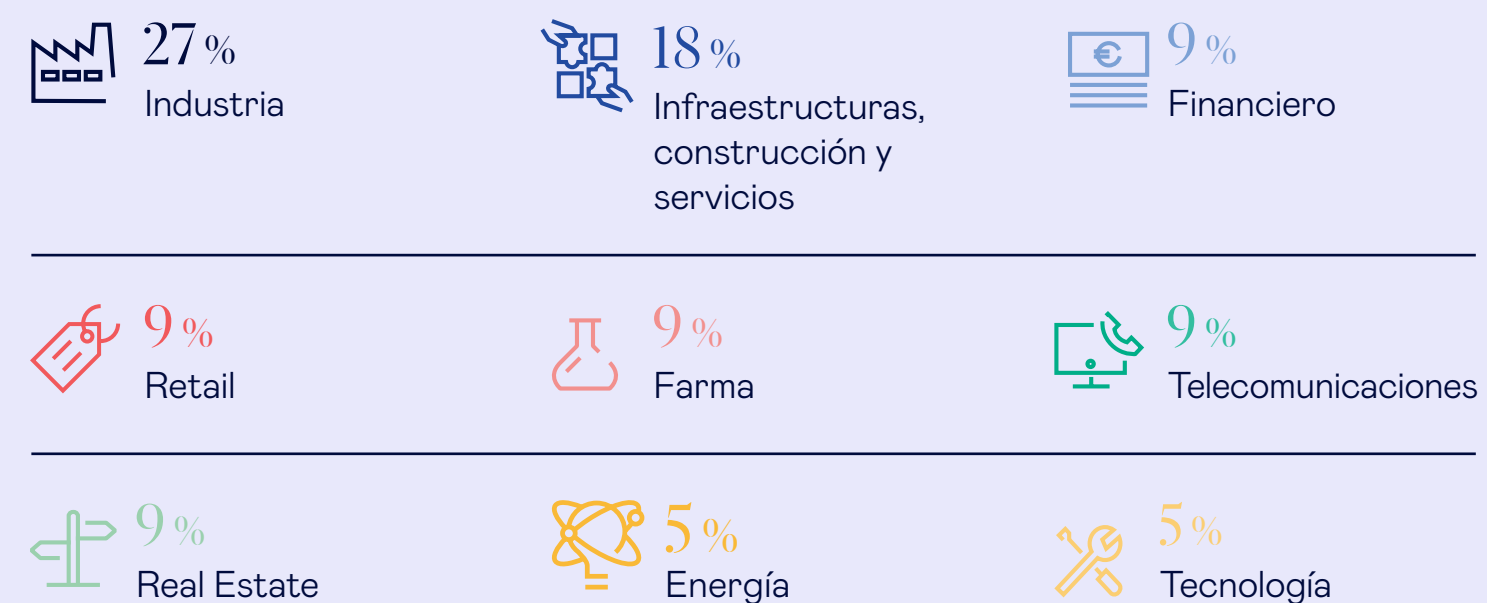 27 %
Industria
18 %
Infraestructuras,
construcción y
servicios
€
9 %
Financiero
9 %
Retail
9 %
Farma
9 %
Telecomunicaciones
9 %
Real Estate
5 %
Energía
5 %
Tecnología